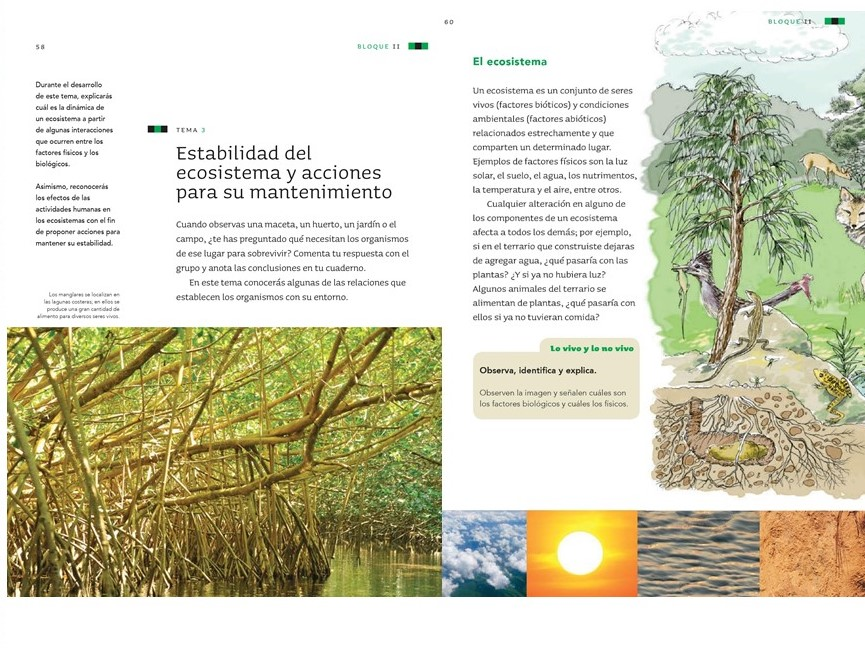 58
BLOQUE II
Durante el desarrollo
de este tema, explicarás
cuál es la dinámica de
un ecosistema a partir
de algunas interacciones
que ocurren entre los
factores físicos y los
biológicos.
Asimismo, reconocerás
los efectos de las
actividades humanas en
los ecosistemas con el fin
de proponer acciones para
mantener su estabilidad.
Los manglares se localizan en
las lagunas costeras; en ellos se
produce una gran cantidad de
alimento para diversos seres vivos.
TEMA 3
Estabilidad del
ecosistema y acciones
para su mantenimiento
Cuando observas una maceta, un huerto, un jardín o el
campo, ¿te has preguntado qué necesitan los organismos
de ese lugar para sobrevivir? Comenta tu respuesta con el
grupo y anota las conclusiones en tu cuaderno.
En este tema conocerás algunas de las relaciones que
establecen los organismos con su entorno.
60
BLOQUE II
El ecosistema
Un ecosistema es un conjunto de seres
vivos (factores bióticos) y condiciones
ambientales (factores abióticos)
relacionados estrechamente y que
comparten un determinado lugar.
Ejemplos de factores físicos son la luz
solar, el suelo, el agua, los nutrimentos,
la temperatura y el aire, entre otros.
Cualquier alteración en alguno de
los componentes de un ecosistema
afecta a todos los demás; por ejemplo,
si en el terrario que construiste dejaras
de agregar agua, ¿qué pasaría con las
plantas? ¿Y si ya no hubiera luz?
Algunos animales del terrario se
alimentan de plantas, ¿qué pasaría con
ellos si ya no tuvieran comida?
Lo vivo y lo no vivo
Observa, identifica y explica.
Observen la imagen y señalen cuáles son
los factores biológicos y cuáles los físicos.